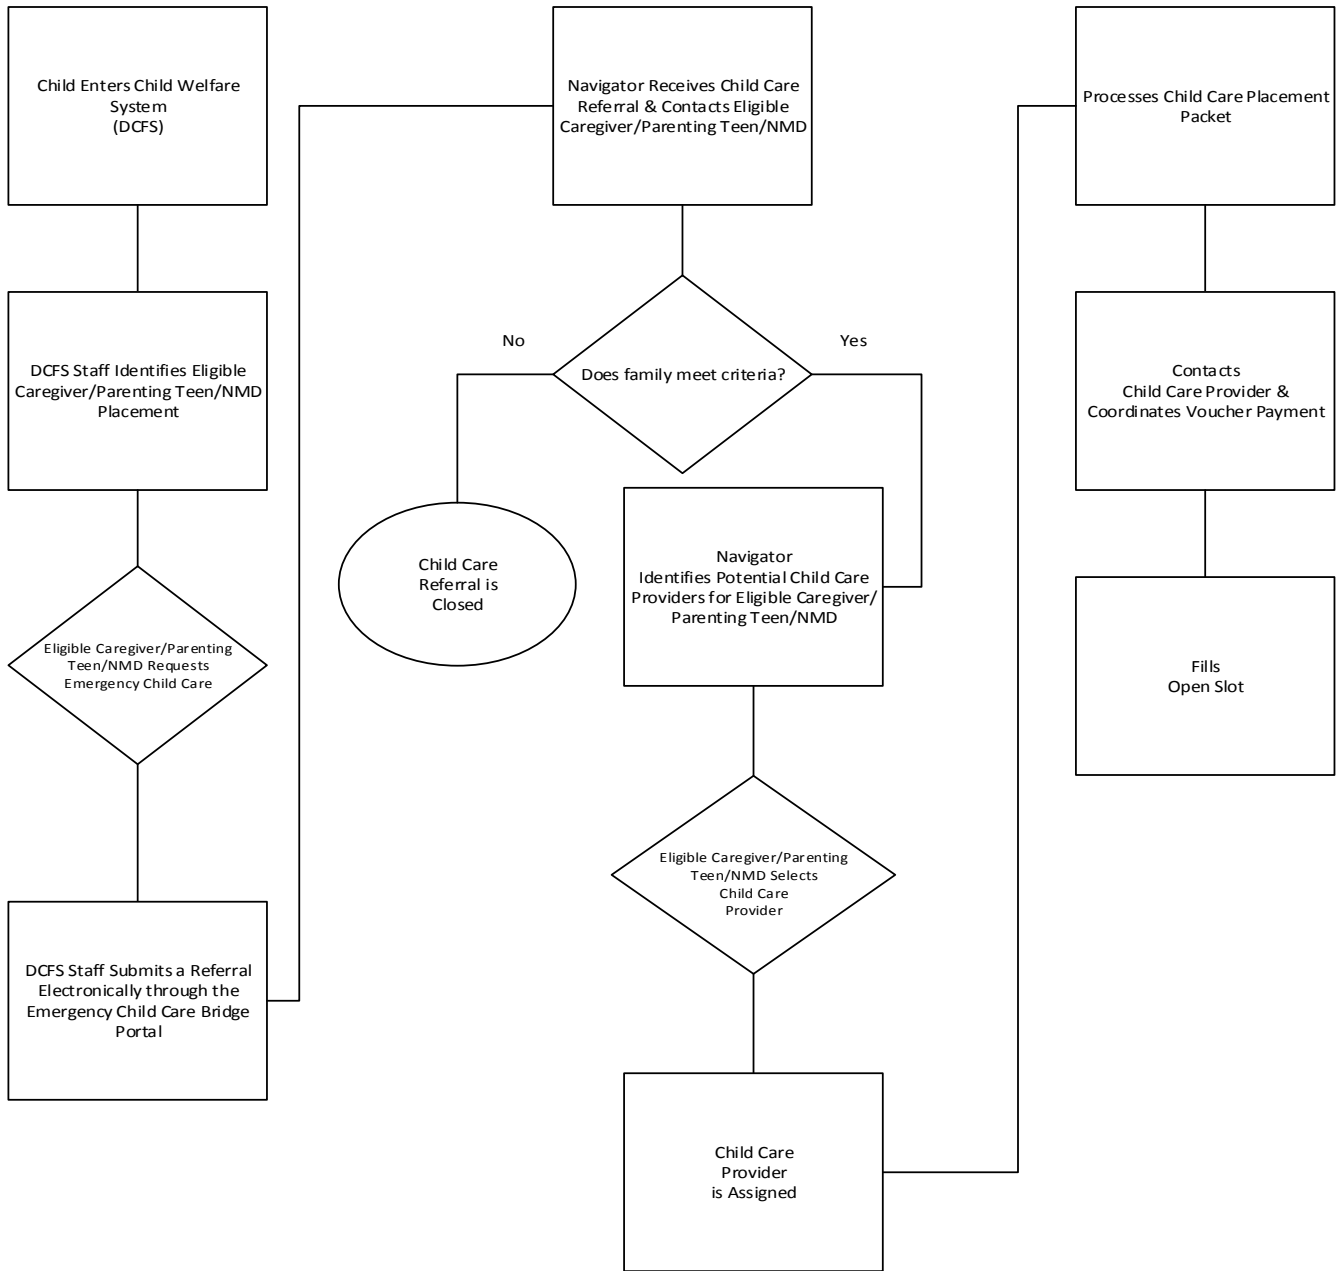 Child Enters Child Welfare
System
(DCFS)
DCFS Staff Identifies Eligible
Caregiver/Parenting Teen/NMD
Placement
Eligible Caregiver/Parenting
Teen/NMD Requests
Emergency Child Care
DCFS Staff Submits a Referral
Electronically through the
Emergency Child Care Bridge
Portal
Navigator Receives Child Care
Referral & Contacts Eligible
Caregiver/Parenting Teen/NMD
Does family meet criteria?
No
Yes
Child Care
Referral is
Closed
Navigator
Identifies Potential Child Care
Providers for Eligible Caregiver/
Parenting Teen/NMD
Eligible Caregiver/Parenting
Teen/NMD Selects
Child Care
Provider
Child Care
Provider
is Assigned
Processes Child Care Placement
Packet
Contacts
Child Care Provider &
Coordinates Voucher Payment
Fills
Open Slot